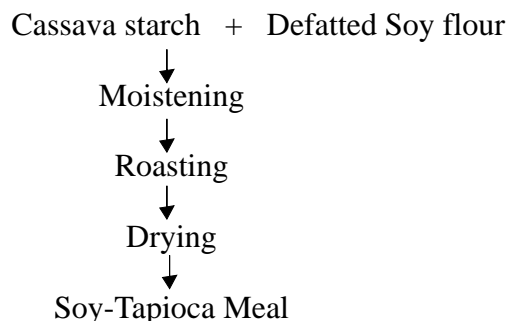 Cassava starch + Defatted Soy flour
Moistening
Roasting
Drying
Soy-Tapioca Meal